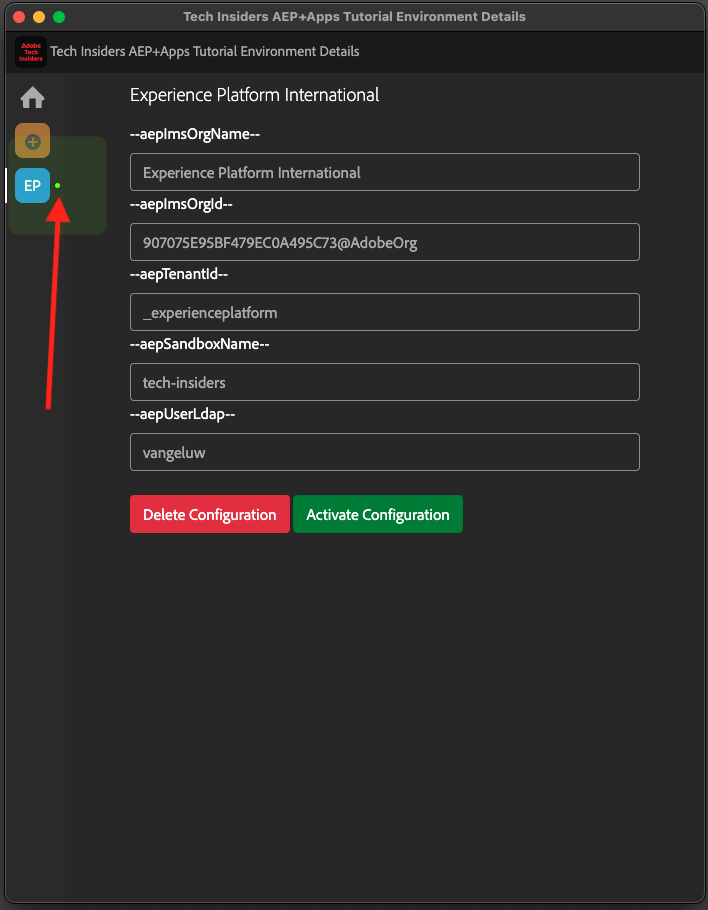 Tech Insiders AEP+Apps Tutorial Environment Details
Adobe
Tech
Insiders
Tech Insiders AEP+Apps Tutorial Environment Details
Experience Platform International
--aepImsOrgName--
Experience Platform International
--aepImsOrgId--
907075E95BF479EC0A495C73@AdobeOrg
--aepTenantId--
_experienceplatform
--aepSandboxName--
tech-insiders
--aepUserLdap--
vangeluw
EP
Delete Configuration Activate Configuration